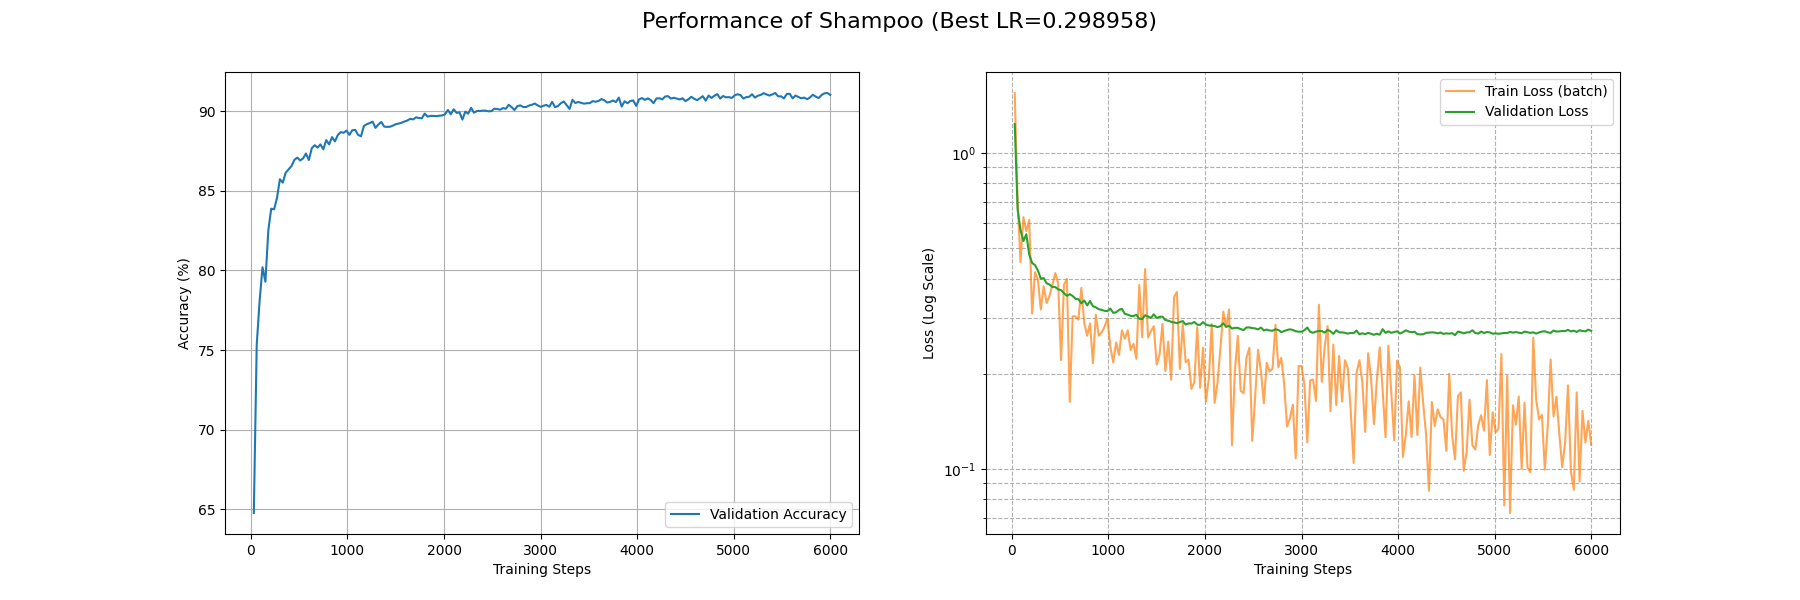 Performance of Shampoo (Best LR=0.298958)
Accuracy (%)
90
85
80
75
70
65
0 1000 2000 3000 4000 5000 6000
Training Steps
Validation Accuracy
Loss (Log Scale)
10⁰
10⁻¹
0 1000 2000 3000 4000 5000 6000
Training Steps
Train Loss (batch)
Validation Loss